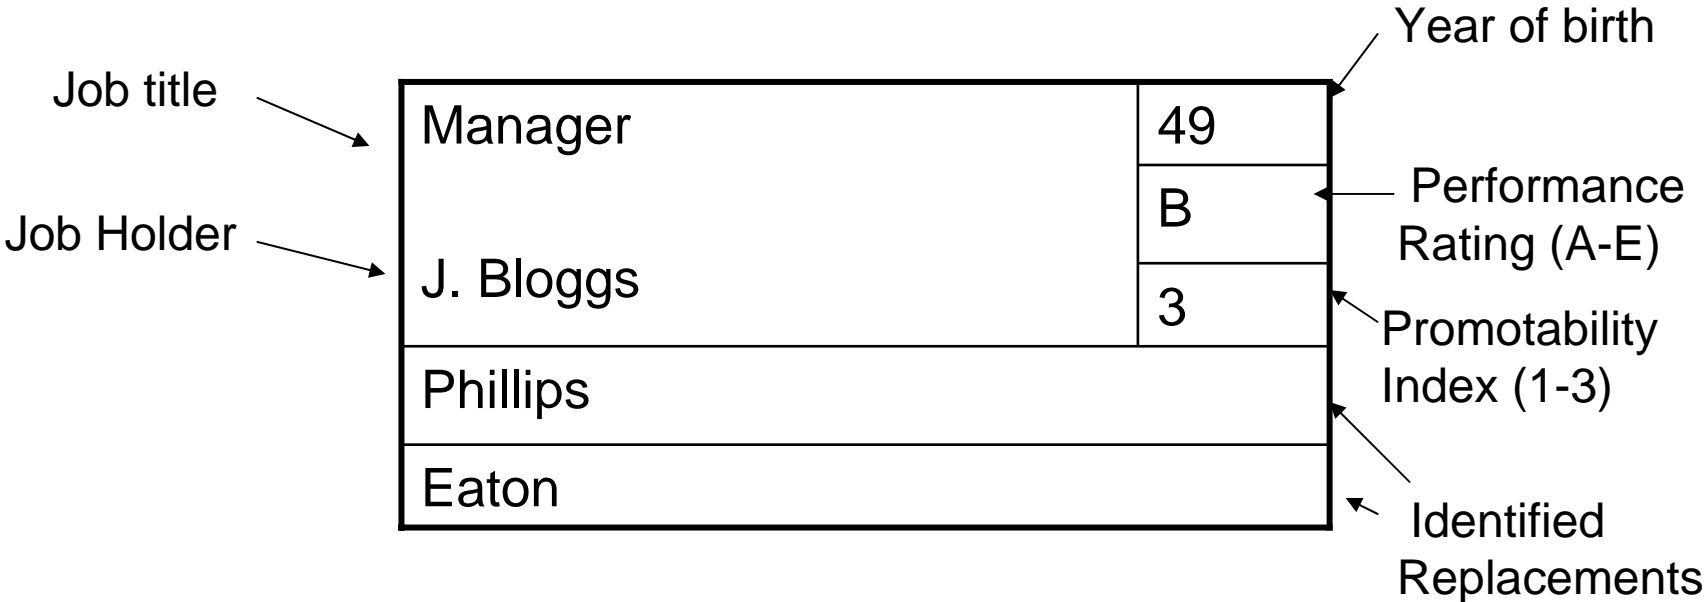 Year of birth
Job title
Manager
49
Performance
Rating (A-E)
B
Job Holder
J. Bloggs
3
Promotability
Index (1-3)
Phillips
Eaton
Identified
Replacements